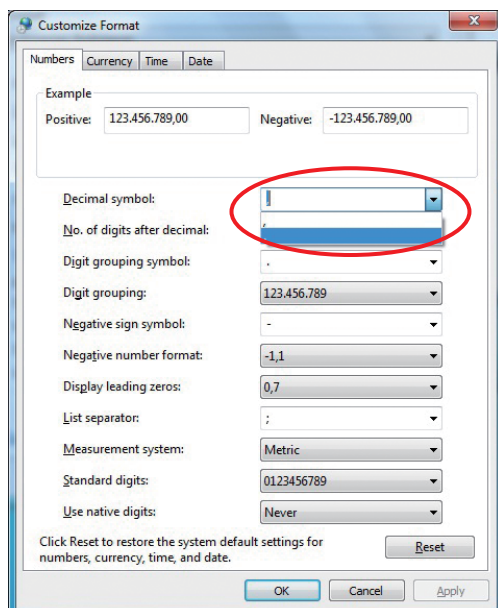 Customize Format
Numbers Currency Time Date
Example
Positive: 123.456.789,00 Negative: -123.456.789,00
Decimal symbol: ,
,
No. of digits after decimal:
Digit grouping symbol: .
Digit grouping: 123.456.789
Negative sign symbol: -
Negative number format: -1,1
Display leading zeros: 0,7
List separator: ;
Measurement system: Metric
Standard digits: 0123456789
Use native digits: Never
Click Reset to restore the system default settings for
numbers, currency, time, and date.
Reset
OK Cancel Apply